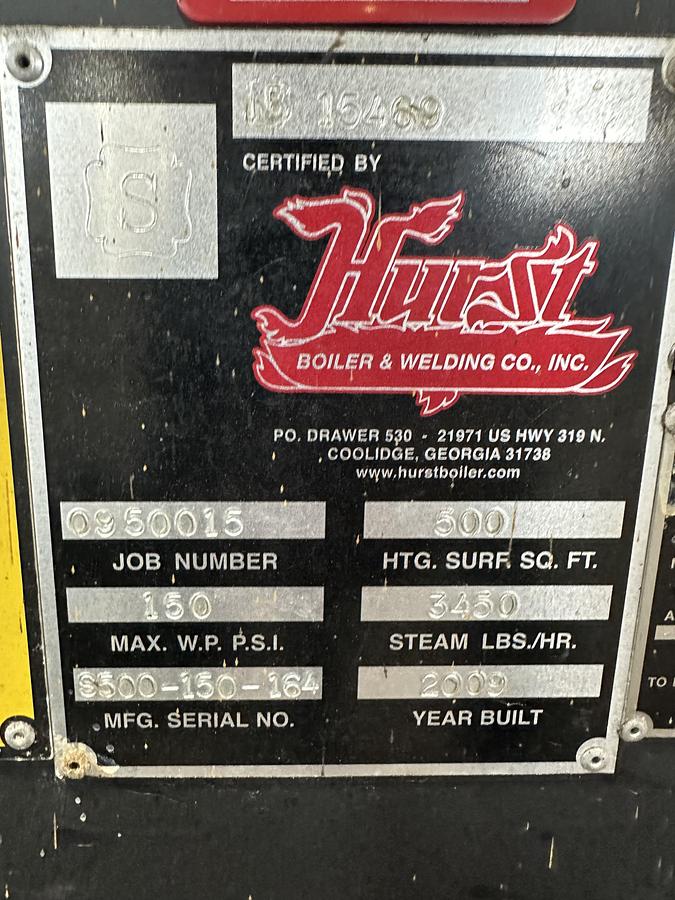 S
15469
CERTIFIED BY
Hurst
BOILER & WELDING CO., INC.
PO. DRAWER 530 - 21971 US HWY 319 N.
COOLIDGE, GEORGIA 31738
www.hurstboiler.com
0950015
500
JOB NUMBER
HTG. SURF. SQ. FT.
150
3450
MAX. W.P. P.S.I.
STEAM LBS./HR.
S500-150-164
2009
MFG. SERIAL NO.
YEAR BUILT
TO